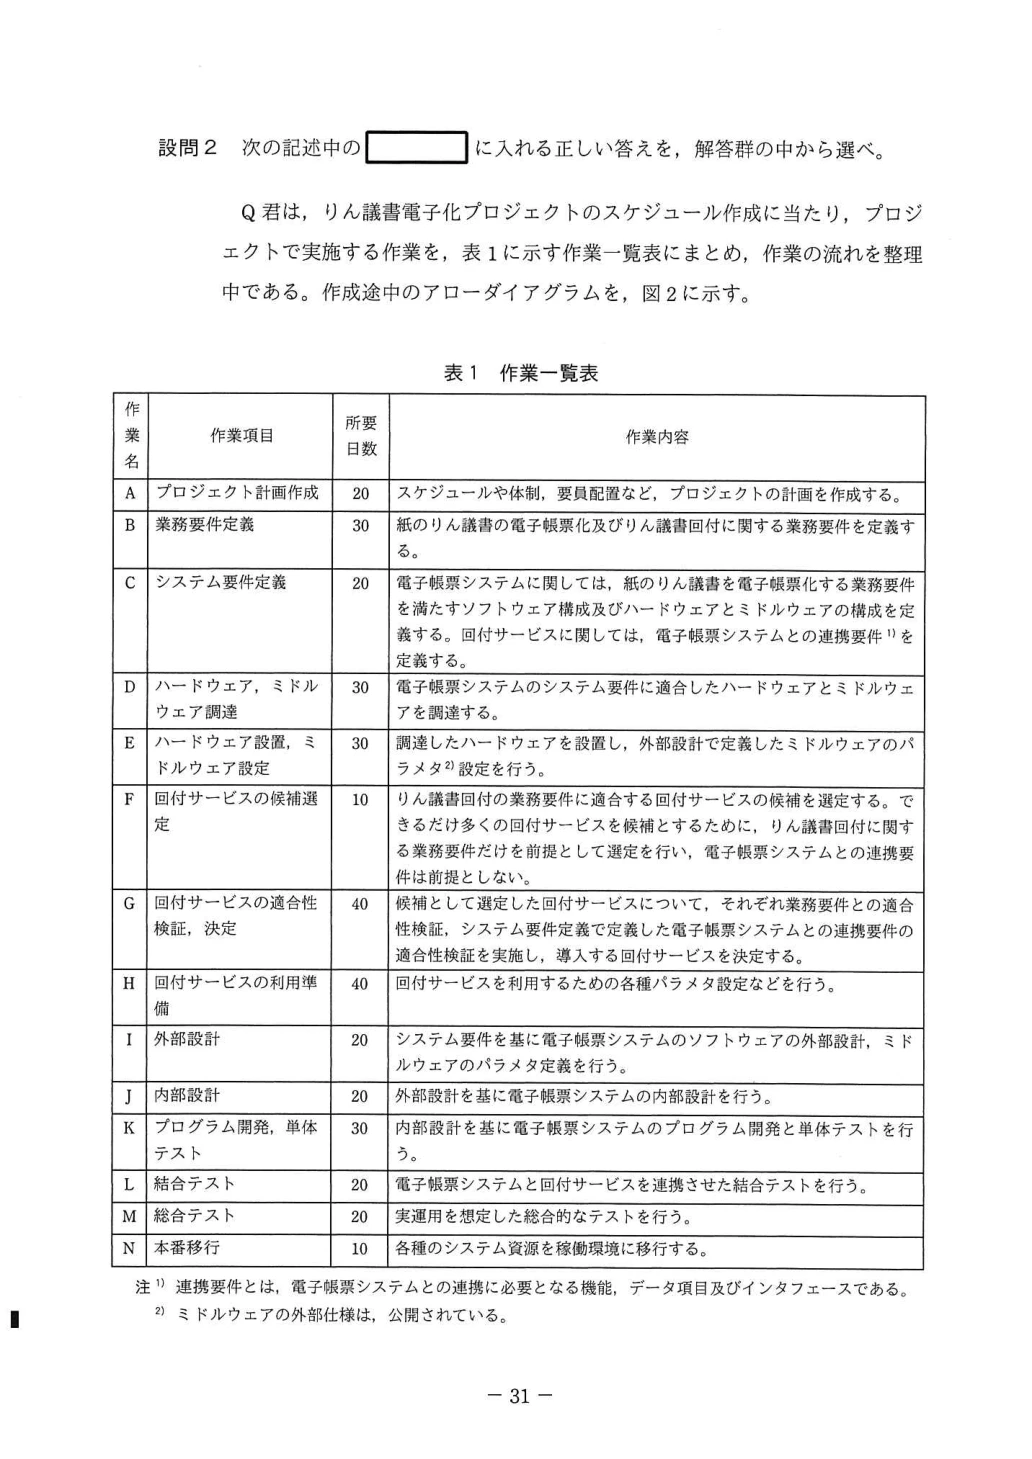 設問2 次の記述中の に入れる正しい答えを，解答群の中から選べ。
Q 君は，りん議書電子化プロジェクトのスケジュール作成に当たり，プロジ
ェクトで実施する作業を，表1に示す作業一覧表にまとめ，作業の流れを整理
中である。作成途中のアローダイアグラムを，図2に示す。
表1 作業一覧表
作業名 作業項目 所要日数 作業内容
A プロジェクト計画作成 20 スケジュールや体制，要員配置など，プロジェクトの計画を作成する。
B 業務要件定義 30 紙のりん議書の電子帳票化及びりん議書回付に関する業務要件を定義す
る。
C システム要件定義 20 電子帳票システムに関しては，紙のりん議書を電子帳票化する業務要件
を満たすソフトウェア構成及びハードウェアとミドルウェアの構成を定
義する。回付サービスに関しては，電子帳票システムとの連携要件 1) を
定義する。
D ハードウェア，ミドル 30 電子帳票システムのシステム要件に適合したハードウェアとミドルウェ
ウェア調達 アを調達する。
E ハードウェア設置，ミ 30 調達したハードウェアを設置し，外部設計で定義したミドルウェアのパ
ドルウェア設定 ラメタ2) 設定を行う。
F 回付サービスの候補選 10 りん議書回付の業務要件に適合する回付サービスの候補を選定する。で
定 きるだけ多くの回付サービスを候補とするために，りん議書回付に関す
る業務要件だけを前提として選定を行い，電子帳票システムとの連携要
件は前提としない。
G 回付サービスの適合性 40 候補として選定した回付サービスについて，それぞれ業務要件との適合
検証，決定 性検証，システム要件定義で定義した電子帳票システムとの連携要件の
適合性検証を実施し，導入する回付サービスを決定する。
H 回付サービスの利用準 40 回付サービスを利用するための各種パラメタ設定などを行う。
備
I 外部設計 20 システム要件を基に電子帳票システムのソフトウェアの外部設計，ミド
ルウェアのパラメタ定義を行う。
J 内部設計 20 外部設計を基に電子帳票システムの内部設計を行う。
K プログラム開発，単体 30 内部設計を基に電子帳票システムのプログラム開発と単体テストを行
テスト う。
L 結合テスト 20 電子帳票システムと回付サービスを連携させた結合テストを行う。
M 総合テスト 20 実運用を想定した総合的なテストを行う。
N 本番移行 10 各種のシステム資源を稼働環境に移行する。
注 1) 連携要件とは，電子帳票システムとの連携に必要となる機能，データ項目及びインタフェースである。
2) ミドルウェアの外部仕様は，公開されている。
－ 31 －